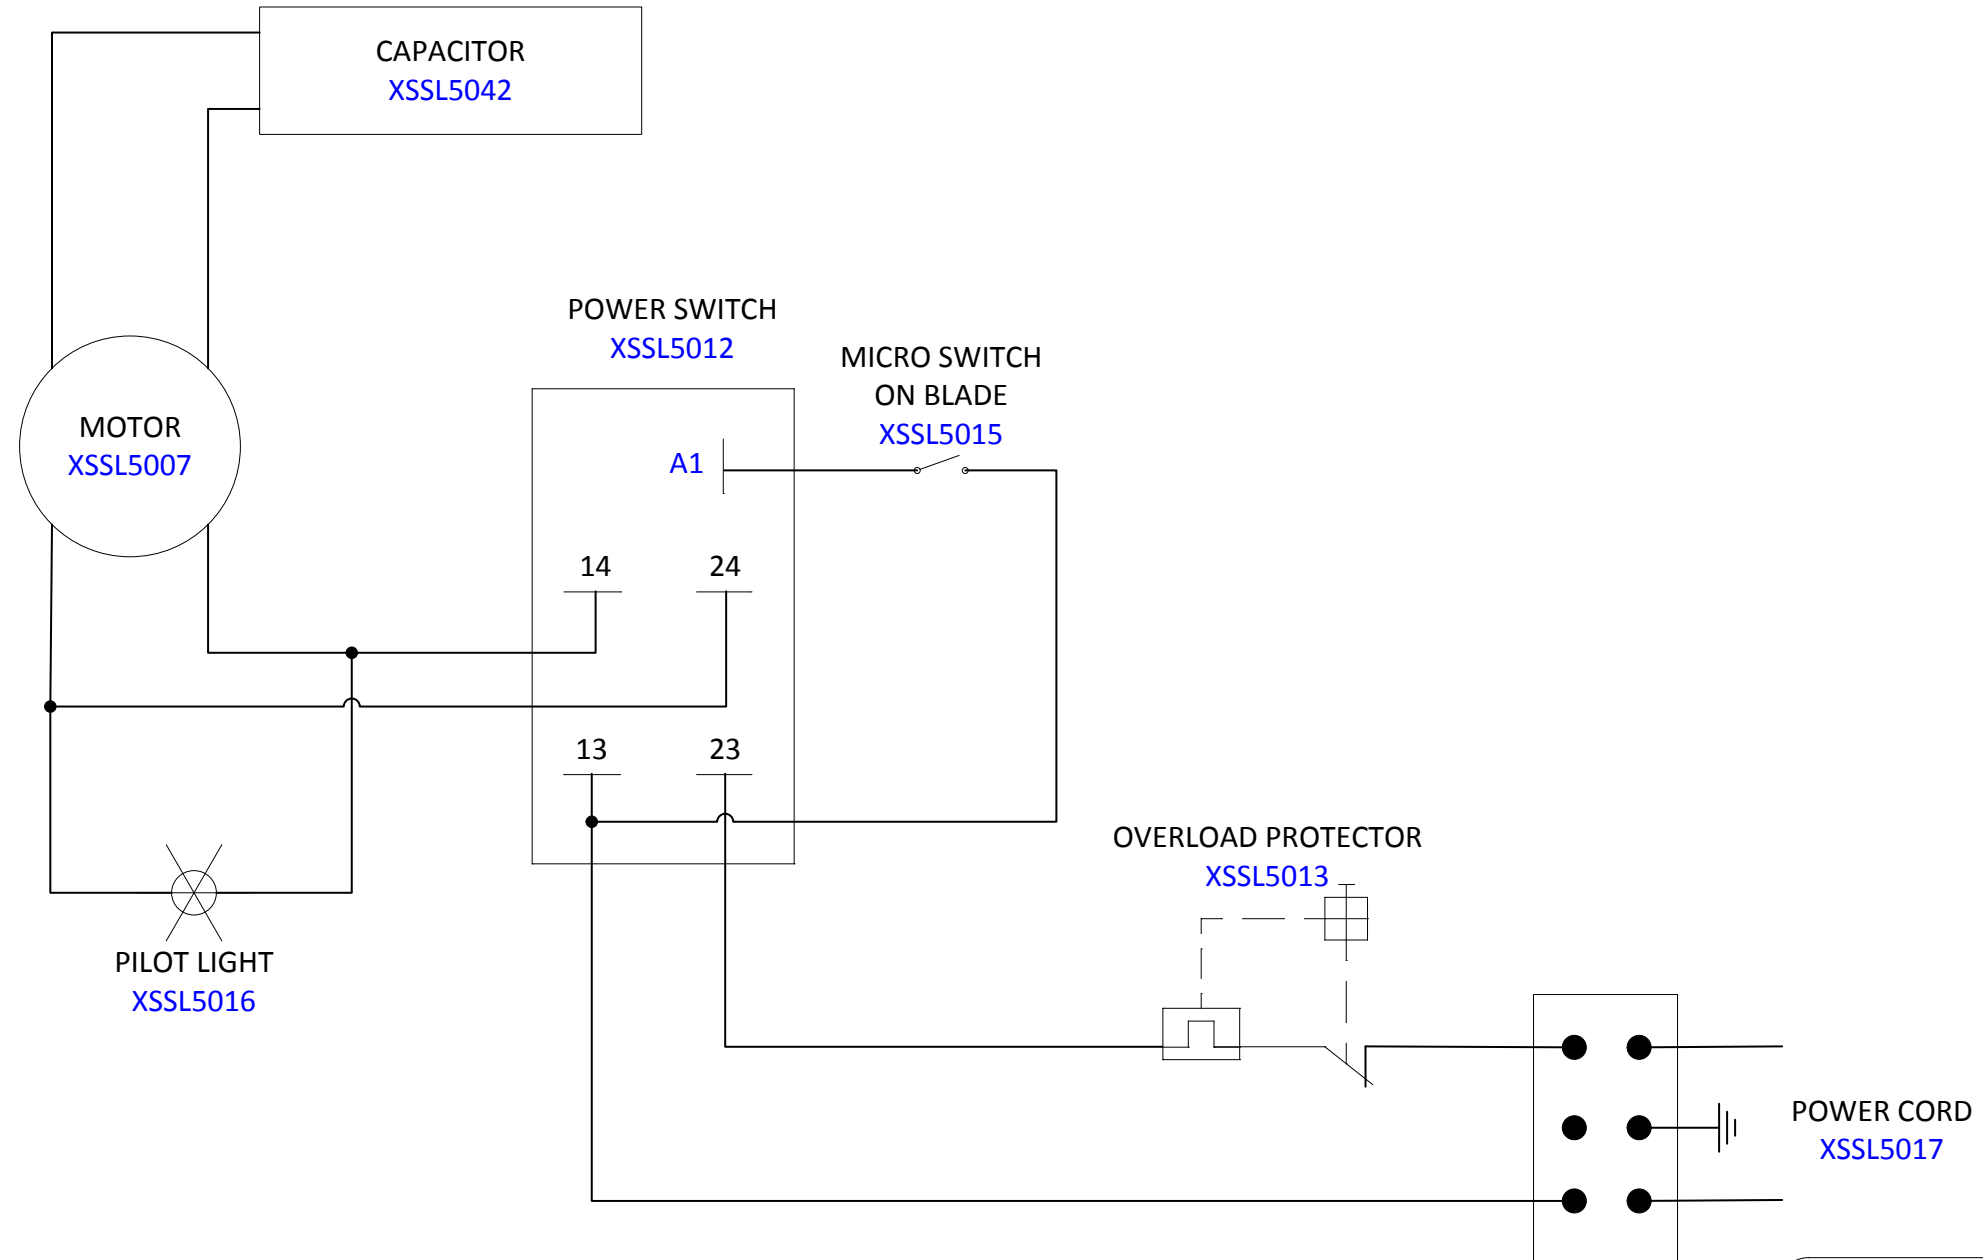 CAPACITOR
XSSL5042
POWER SWITCH
XSSL5012
MICRO SWITCH
ON BLADE
XSSL5015
MOTOR
XSSL5007
A1
14
24
13
23
OVERLOAD PROTECTOR
XSSL5013
PILOT LIGHT
XSSL5016
POWER CORD
XSSL5017